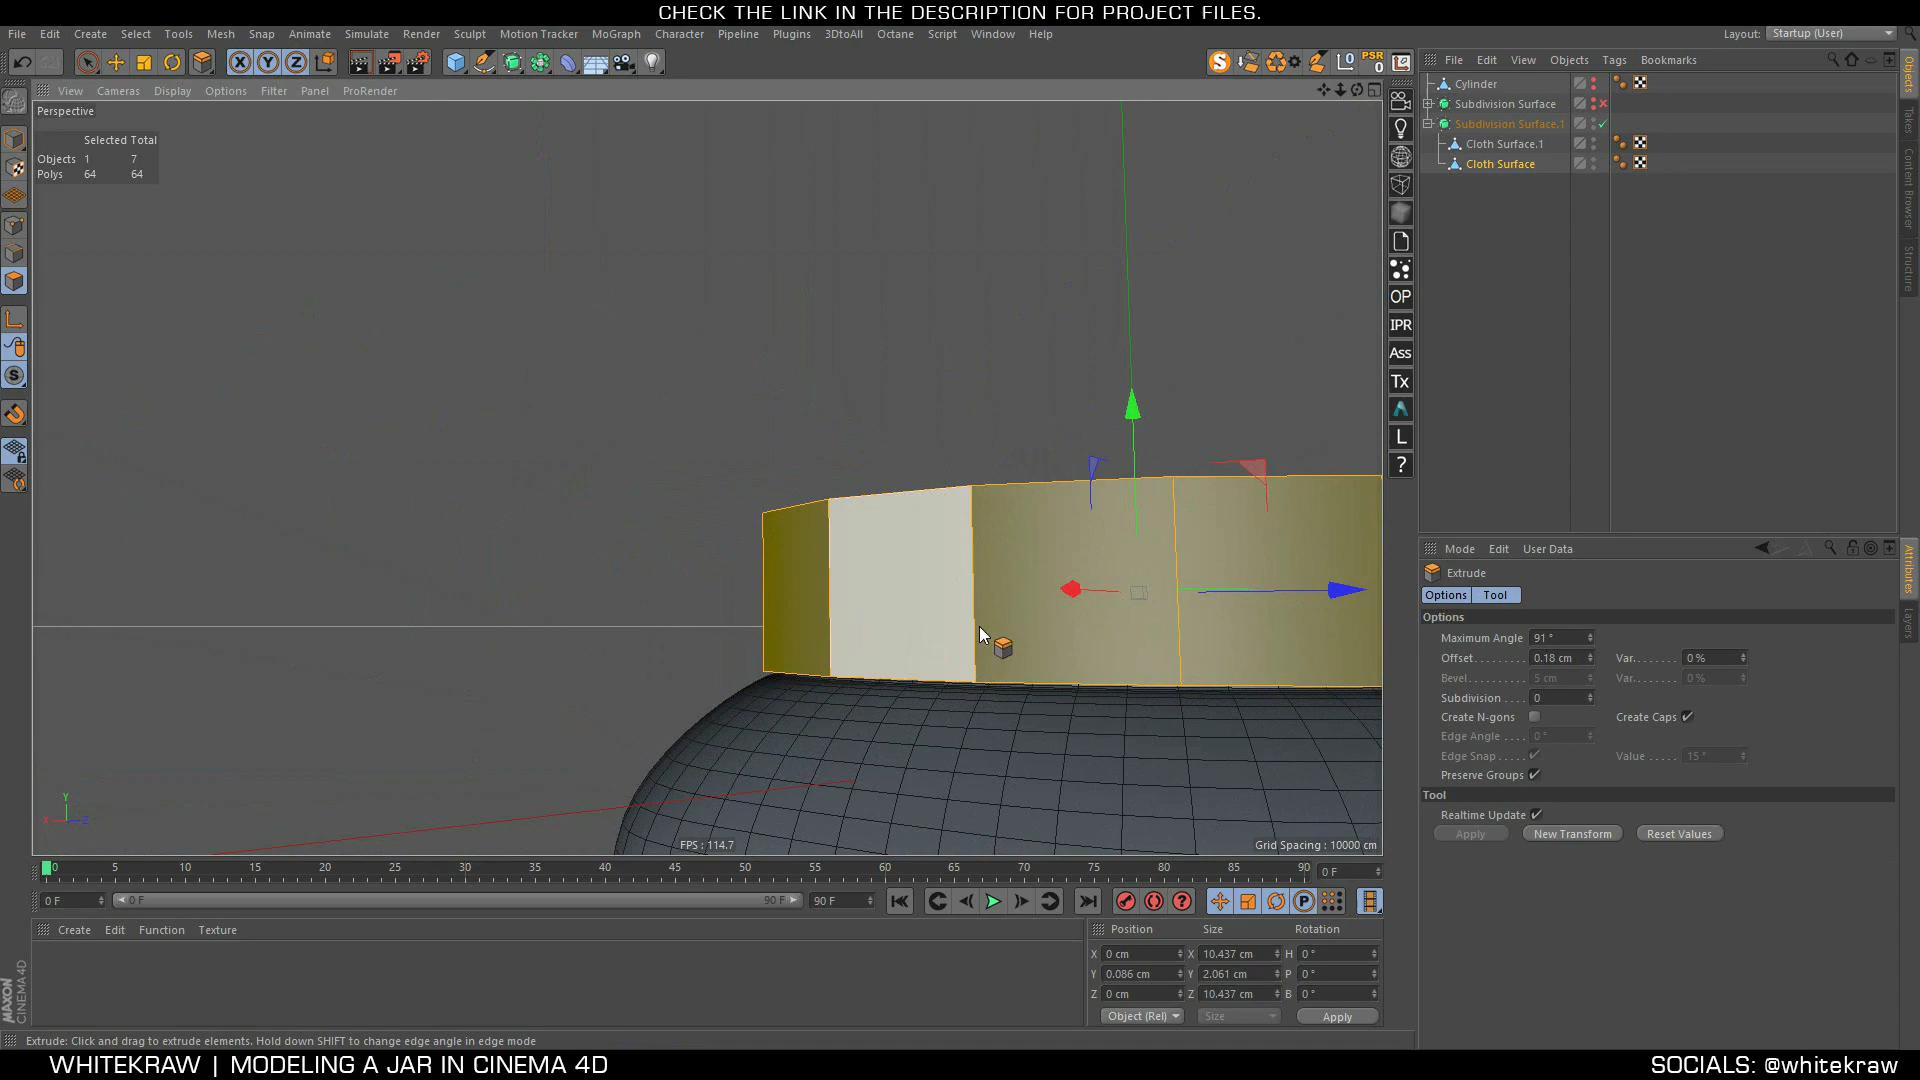 CHECK THE LINK IN THE DESCRIPTION FOR PROJECT FILES.
File Edit Create Select Tools Mesh Snap Animate Simulate Render Sculpt Motion Tracker MoGraph Character Pipeline Plugins 3DtoAll Octane Script Window Help
Layout: Startup (User)
X Y Z
S PSR 0
View Cameras Display Options Filter Panel ProRender
Perspective
Selected Total
Objects 1 7
Polys 64 64
OP
IPR
Ass
Tx
L
?
File Edit View Objects Tags Bookmarks
Cylinder
Subdivision Surface
Subdivision Surface.1
Cloth Surface.1
Cloth Surface
Objects
Takes
Content Browser
Structure
Mode Edit User Data
Extrude
Options Tool
Options
Maximum Angle 91 °
Offset 0.18 cm Var. 0 %
Bevel 5 cm Var. 0 %
Subdivision 0
Create N-gons Create Caps
Edge Angle 0 °
Edge Snap Value 15 °
Preserve Groups
Tool
Realtime Update
Apply New Transform Reset Values
Attributes
Layers
Y
X Z
FPS : 114.7
Grid Spacing : 10000 cm
0 5 10 15 20 25 30 35 40 45 50 55 60 65 70 75 80 85 90 0 F
0 F 0 F 90 F 90 F
Create Edit Function Texture
Position Size Rotation
X 0 cm X 10.437 cm H 0 °
Y 0.086 cm Y 2.061 cm P 0 °
Z 0 cm Z 10.437 cm B 0 °
Object (Rel) Size Apply
MAXON CINEMA 4D
Extrude: Click and drag to extrude elements. Hold down SHIFT to change edge angle in edge mode
WHITEKRAW | MODELING A JAR IN CINEMA 4D
SOCIALS: @whitekraw